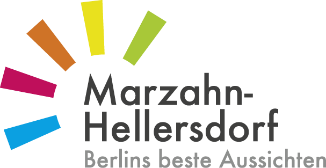 Marzahn-
Hellersdorf
Berlins beste Aussichten